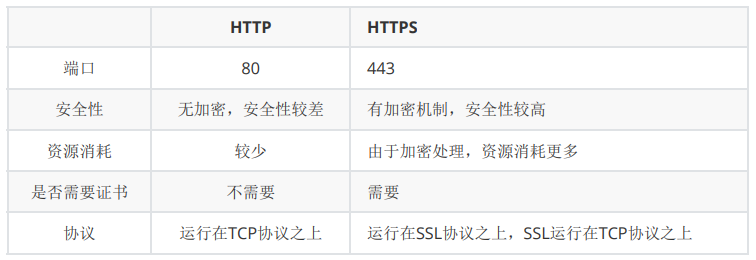 HTTP HTTPS
端口 80 443
安全性 无加密，安全性较差 有加密机制，安全性较高
资源消耗 较少 由于加密处理，资源消耗更多
是否需要证书 不需要 需要
协议 运行在TCP协议之上 运行在SSL协议之上，SSL运行在TCP协议之上